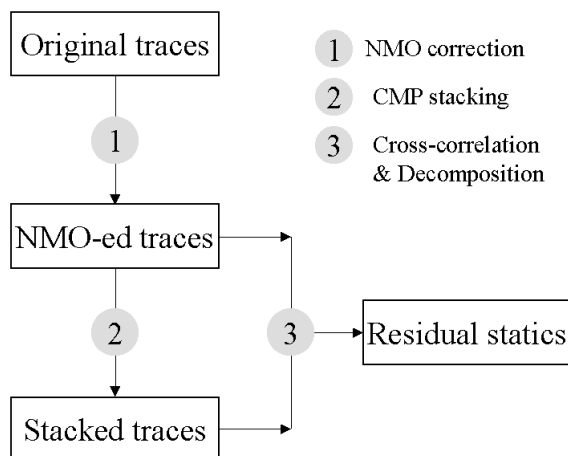 Original traces
1
NMO-ed traces
2
Stacked traces
3
Residual statics
1 NMO correction
2 CMP stacking
3 Cross-correlation
& Decomposition